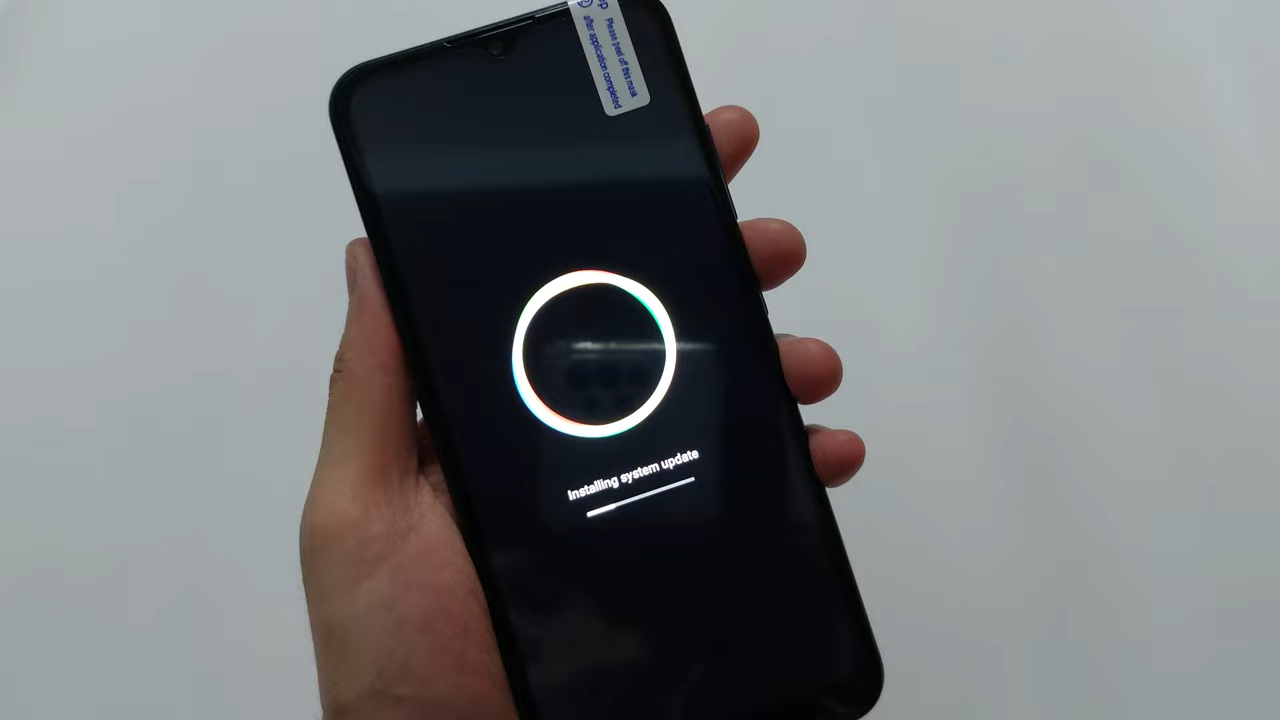 Please peel off this mask
after application completed
Installing system update